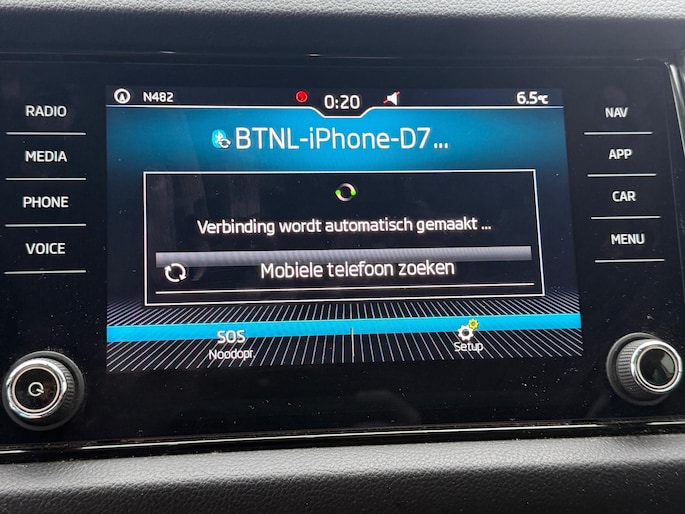 RADIO
MEDIA
PHONE
VOICE
N482
0:20
6.5°C
BTNL-iPhone-D7...
Verbinding wordt automatisch gemaakt ...
Mobiele telefoon zoeken
SOS
Noodopr.
Setup
NAV
APP
CAR
MENU